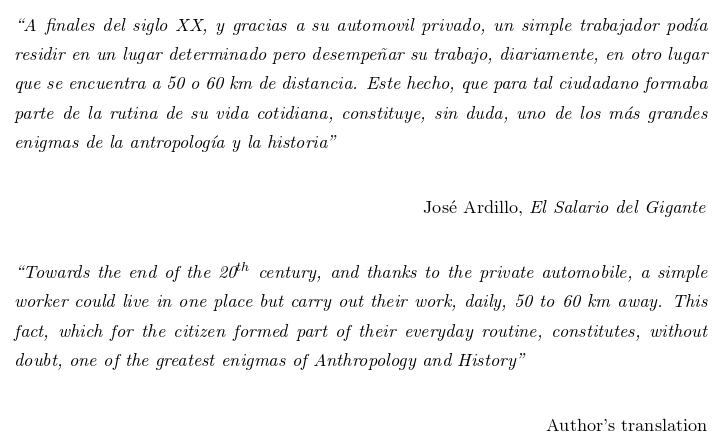 “A finales del siglo XX, y gracias a su automovil privado, un simple trabajador podía
residir en un lugar determinado pero desempeñar su trabajo, diariamente, en otro lugar
que se encuentra a 50 o 60 km de distancia. Este hecho, que para tal ciudadano formaba
parte de la rutina de su vida cotidiana, constituye, sin duda, uno de los más grandes
enigmas de la antropología y la historia”
José Ardillo, El Salario del Gigante
“Towards the end of the 20th century, and thanks to the private automobile, a simple
worker could live in one place but carry out their work, daily, 50 to 60 km away. This
fact, which for the citizen formed part of their everyday routine, constitutes, without
doubt, one of the greatest enigmas of Anthropology and History”
Author’s translation